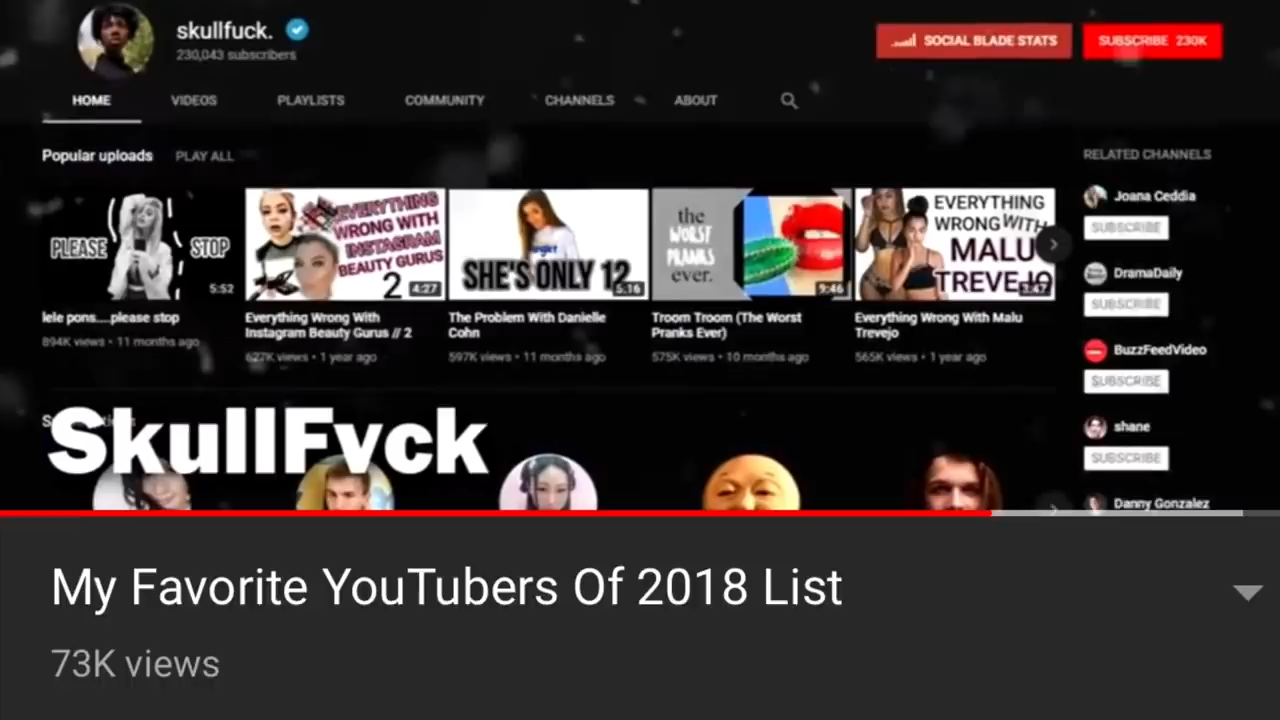 skullfuck.
230,043 subscribers
SOCIAL BLADE STATS
SUBSCRIBE 230K
HOME VIDEOS PLAYLISTS COMMUNITY CHANNELS ABOUT
Popular uploads PLAY ALL
RELATED CHANNELS
PLEASE STOP
5:52
EVERYTHING
WRONG WITH
INSTAGRAM
BEAUTY GURUS
2
4:27
SHE'S ONLY 12
5:16
the
WORST
PRANKS
ever.
9:46
EVERYTHING
WRONG WITH
MALU
TREVEJO
lele pons....please stop
894K views • 11 months ago
Everything Wrong With
Instagram Beauty Gurus // 2
627K views • 1 year ago
The Problem With Danielle
Cohn
597K views • 11 months ago
Troom Troom (The Worst
Pranks Ever)
575K views • 10 months ago
Everything Wrong With Malu
Trevejo
565K views • 1 year ago
Joana Ceddia
SUBSCRIBE
DramaDaily
SUBSCRIBE
BuzzFeedVideo
SUBSCRIBE
shane
SUBSCRIBE
Danny Gonzalez
SkullFvck
My Favorite YouTubers Of 2018 List
73K views